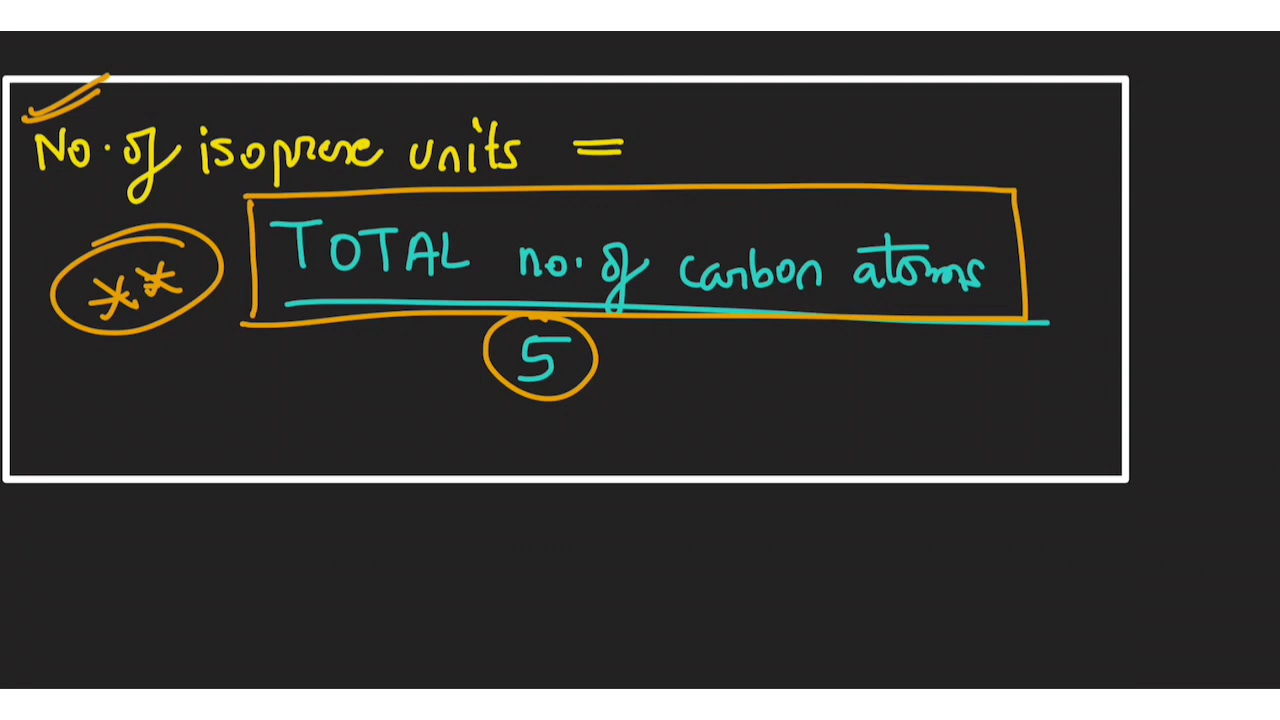 No. of isoprene units =
** TOTAL no. of carbon atoms
5